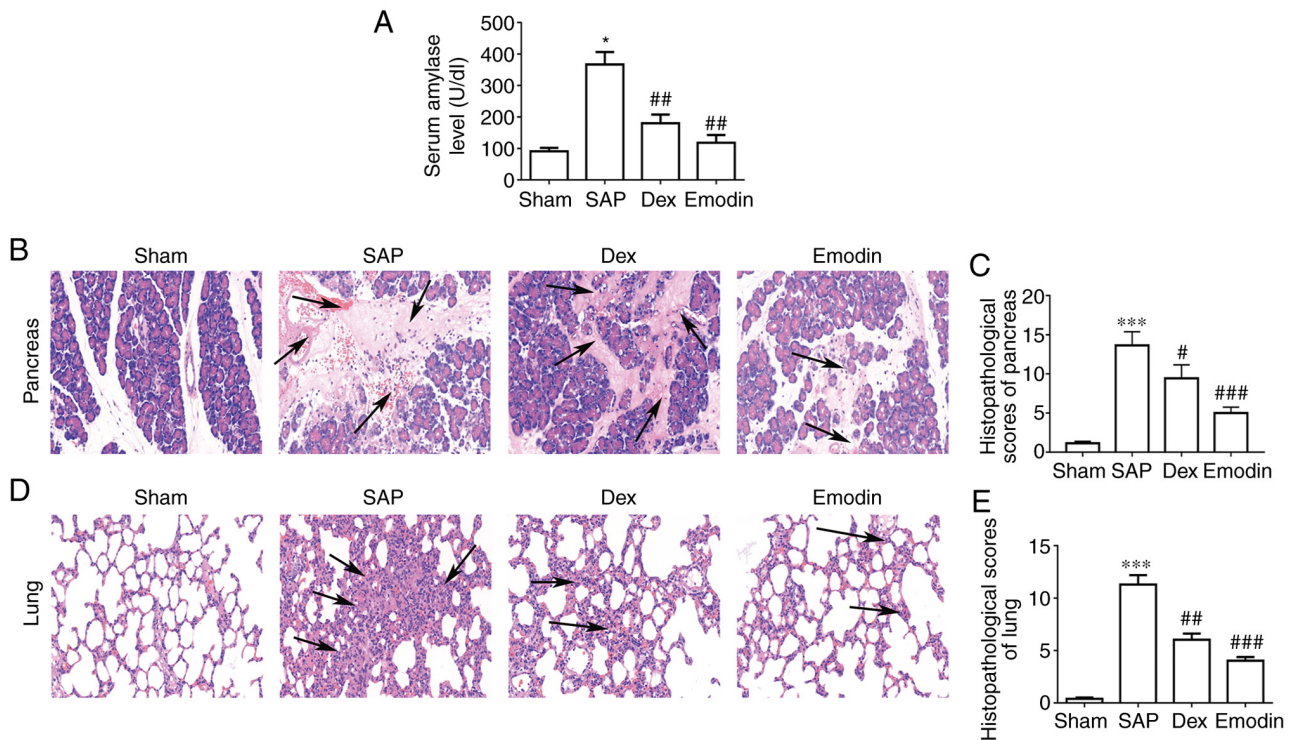 A
Serum amylase
level (U/dl)
500
400
300
200
100
0
*
##
##
Sham SAP Dex Emodin
B
Sham SAP Dex Emodin
Pancreas
C
Histopathological
scores of pancreas
20
15
10
5
0
***
#
###
Sham SAP Dex Emodin
D
Sham SAP Dex Emodin
Lung
E
Histopathological scores
of lung
15
10
5
0
***
##
###
Sham SAP Dex Emodin